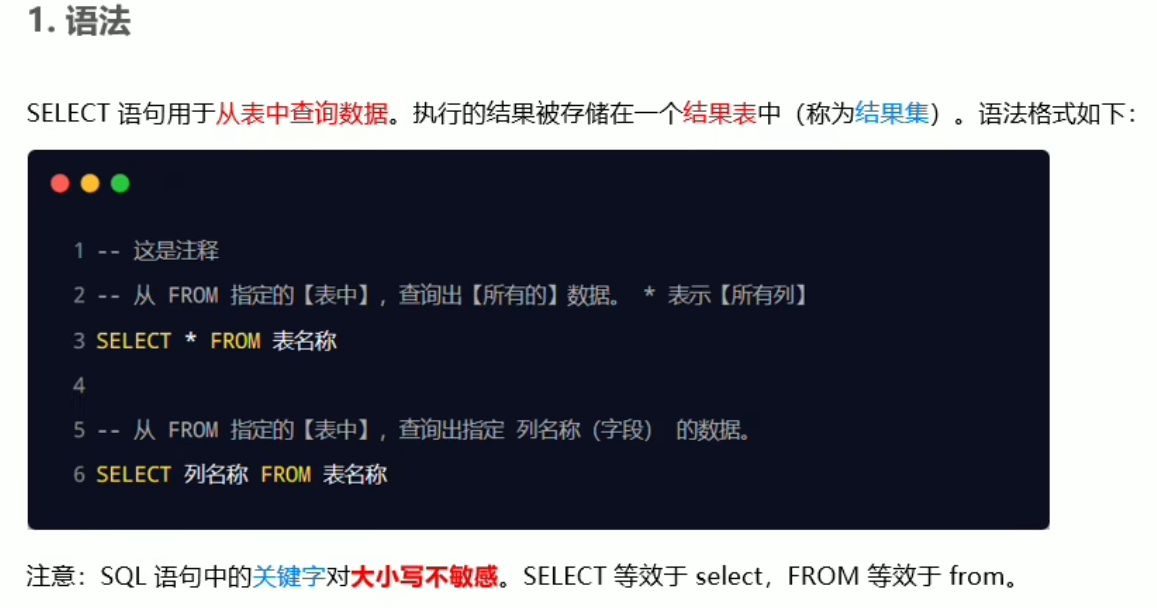 1. 语法
SELECT 语句用于从表中查询数据。执行的结果被存储在一个结果表中（称为结果集）。语法格式如下：
1 -- 这是注释
2 -- 从 FROM 指定的【表中】，查询出【所有的】数据。 * 表示【所有列】
3 SELECT * FROM 表名称
4
5 -- 从 FROM 指定的【表中】，查询出指定 列名称（字段） 的数据。
6 SELECT 列名称 FROM 表名称
注意：SQL 语句中的关键字对大小写不敏感。SELECT 等效于 select，FROM 等效于 from。